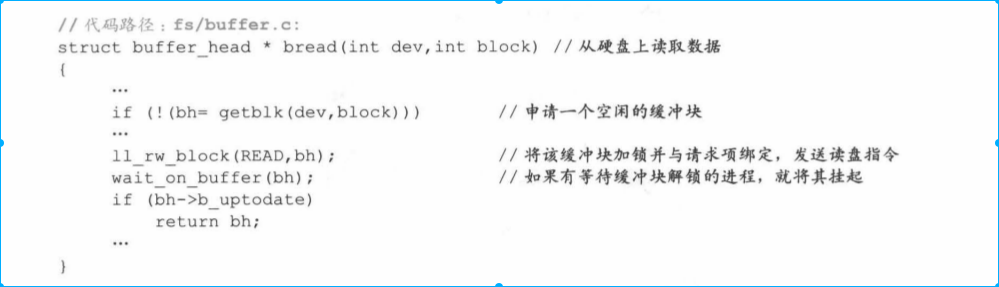 // 代码路径：fs/buffer.c:
struct buffer_head * bread(int dev,int block) // 从硬盘上读取数据
{
…
if (!(bh= getblk(dev,block))) // 申请一个空闲的缓冲块
…
ll_rw_block(READ,bh); // 将该缓冲块加锁并与请求项绑定，发送读盘指令
wait_on_buffer(bh); // 如果有等待缓冲块解锁的进程，就将其挂起
if (bh->b_uptodate)
return bh;
…
}